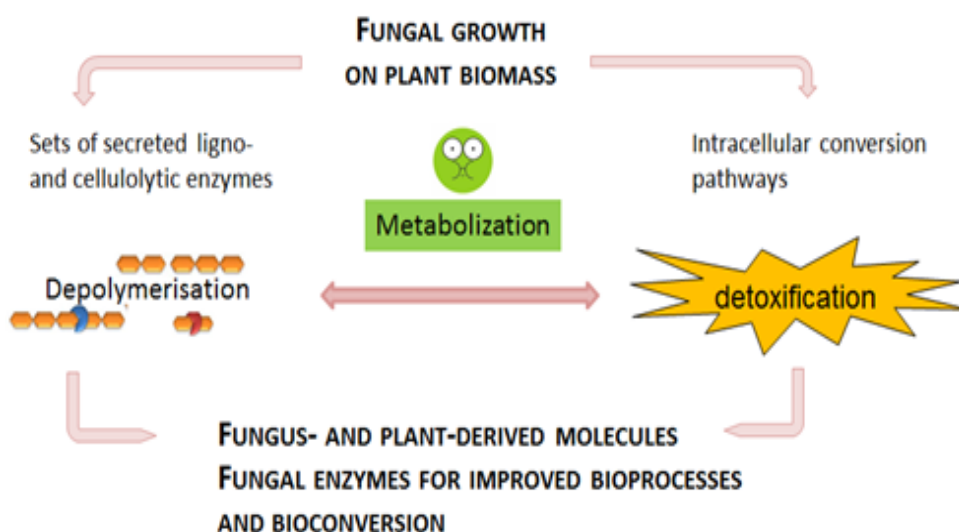 FUNGAL GROWTH
ON PLANT BIOMASS
Sets of secreted ligno-
and cellulolytic enzymes
Intracellular conversion
pathways
Metabolization
Depolymerisation
detoxification
FUNGUS- AND PLANT-DERIVED MOLECULES
FUNGAL ENZYMES FOR IMPROVED BIOPROCESSES
AND BIOCONVERSION